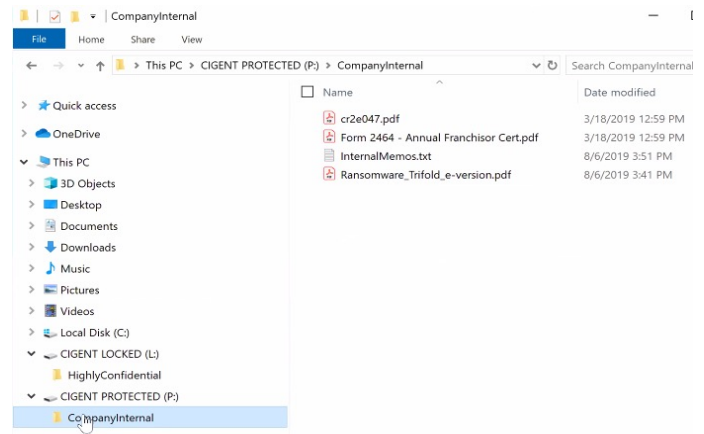 CompanyInternal
File Home Share View
This PC > CIGENT PROTECTED (P:) > CompanyInternal
Search CompanyInternal
Name Date modified
cr2e047.pdf 3/18/2019 12:59 PM
Form 2464 - Annual Franchisor Cert.pdf 3/18/2019 12:59 PM
InternalMemos.txt 8/6/2019 3:51 PM
Ransomware_Trifold_e-version.pdf 8/6/2019 3:41 PM
Quick access
OneDrive
This PC
3D Objects
Desktop
Documents
Downloads
Music
Pictures
Videos
Local Disk (C:)
CIGENT LOCKED (L:)
HighlyConfidential
CIGENT PROTECTED (P:)
CompanyInternal